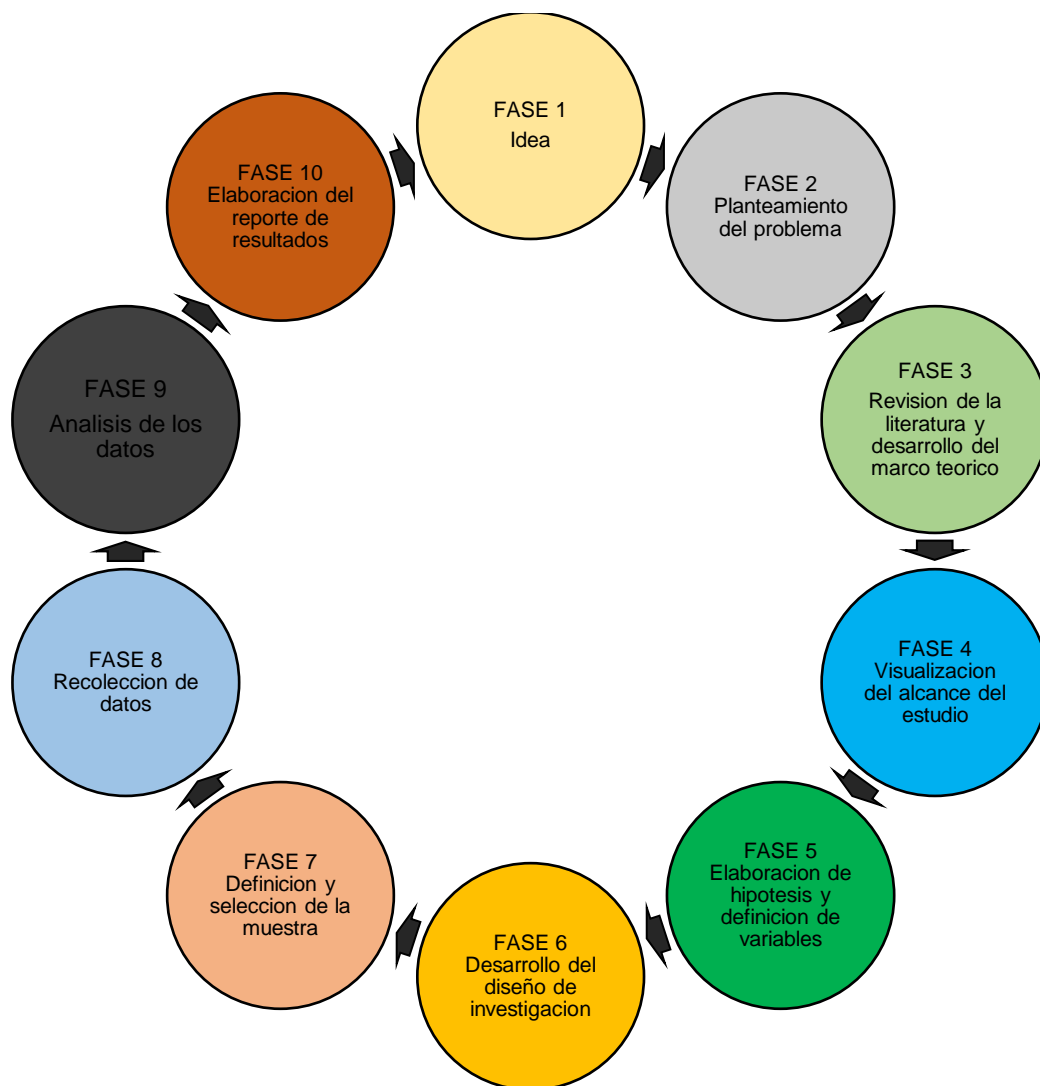 FASE 1
Idea
FASE 2
Planteamiento
del problema
FASE 3
Revision de la
literatura y
desarrollo del
marco teorico
FASE 4
Visualizacion
del alcance del
estudio
FASE 5
Elaboracion de
hipotesis y
definicion de
variables
FASE 6
Desarrollo del
diseño de
investigacion
FASE 7
Definicion y
seleccion de la
muestra
FASE 8
Recoleccion de
datos
FASE 9
Analisis de los
datos
FASE 10
Elaboracion del
reporte de
resultados